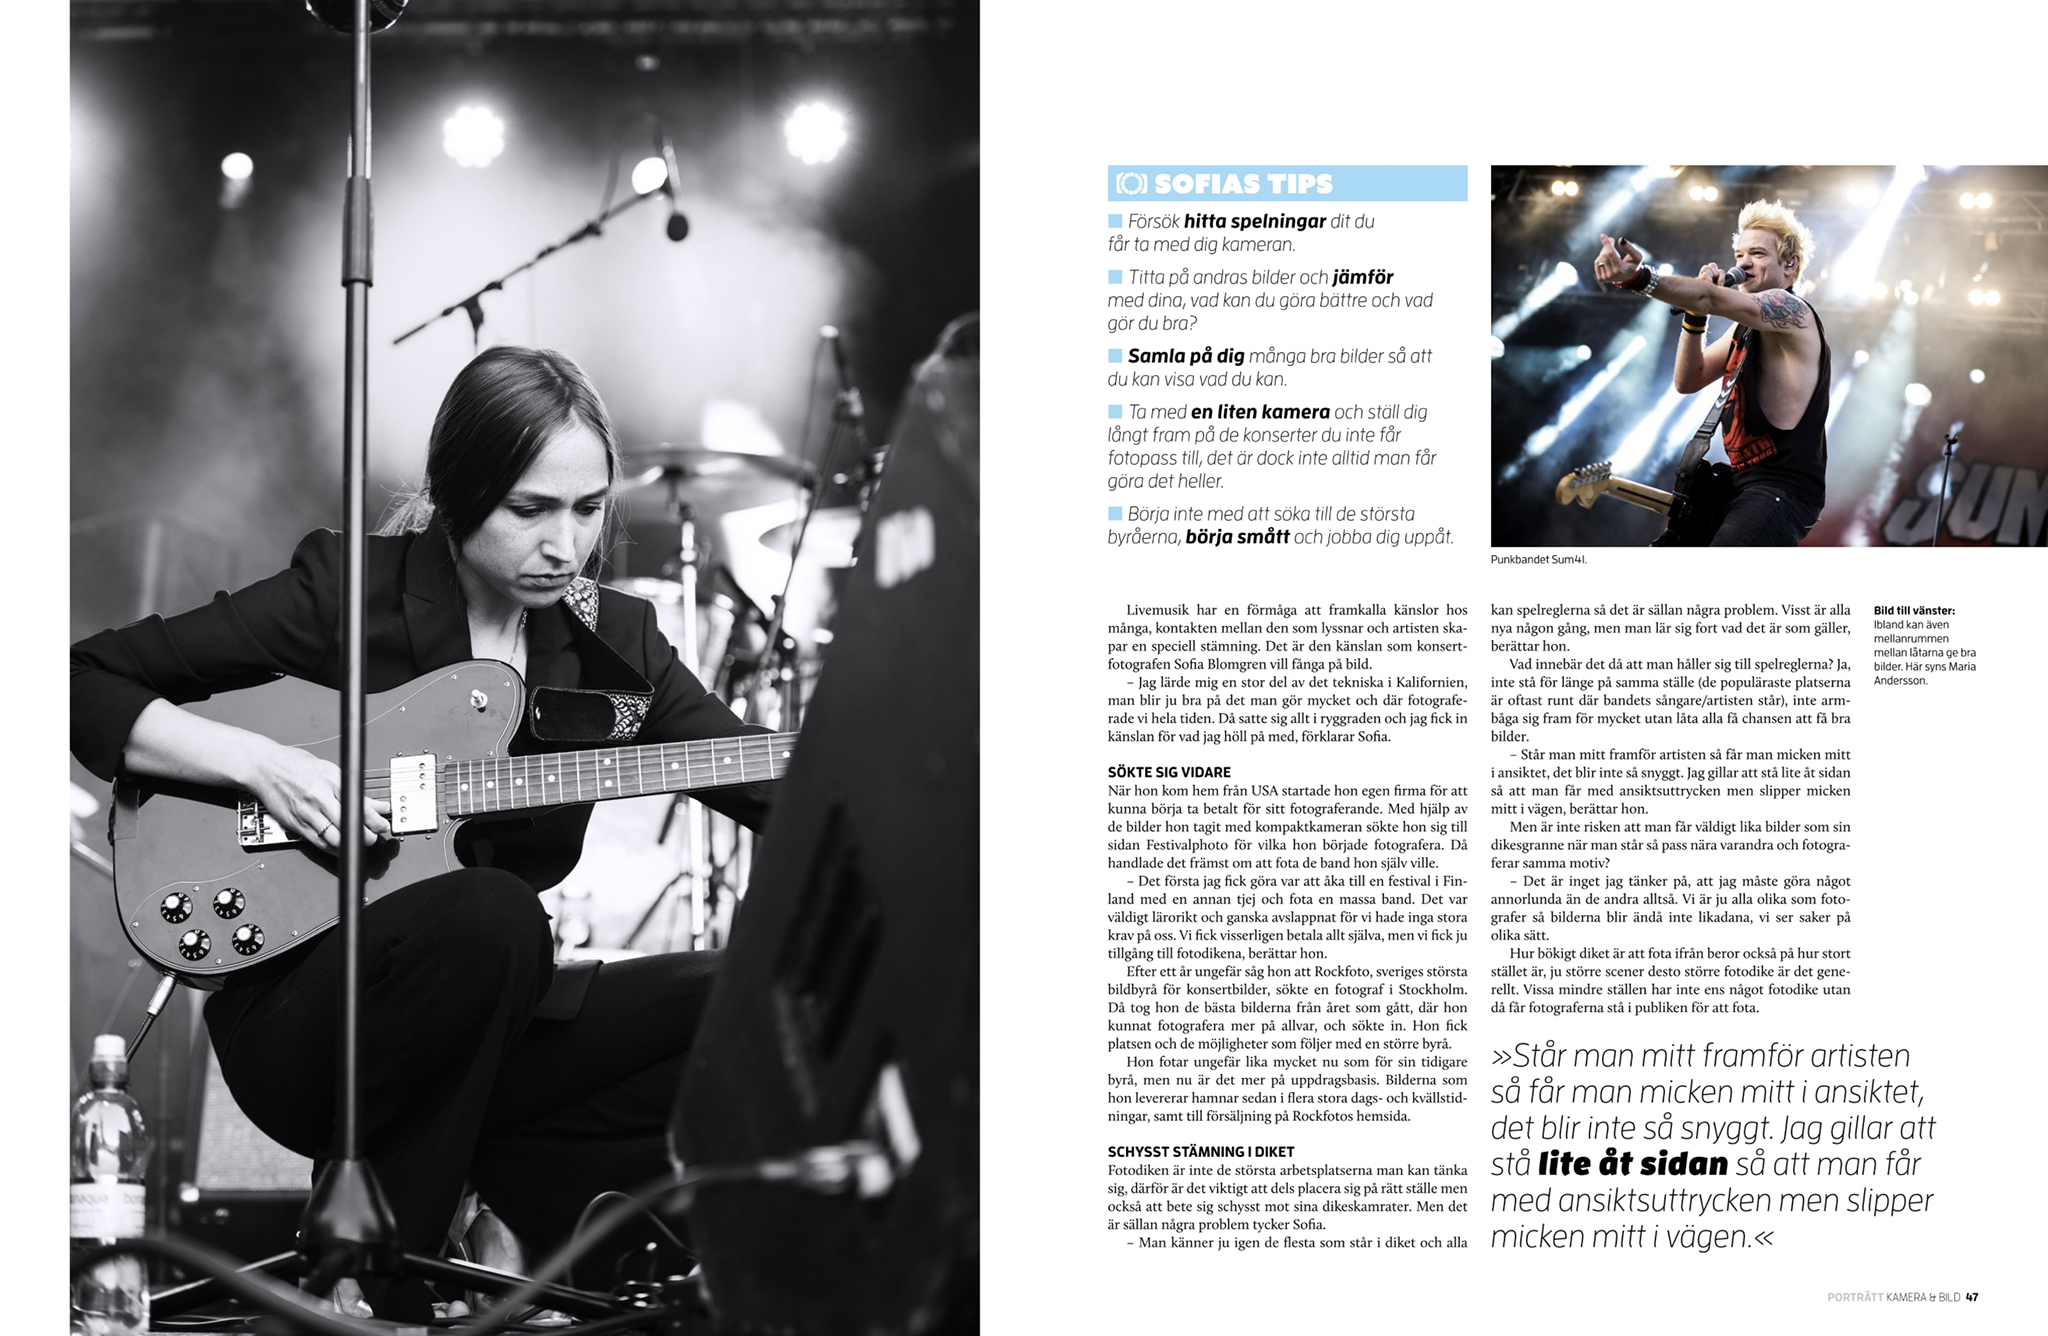 SOFIAS TIPS
Försök hitta spelningar dit du
får ta med dig kameran.
Titta på andras bilder och jämför
med dina, vad kan du göra bättre och vad
gör du bra?
Samla på dig många bra bilder så att
du kan visa vad du kan.
Ta med en liten kamera och ställ dig
långt fram på de konserter du inte får
fotopass till, det är dock inte alltid man får
göra det heller.
Börja inte med att söka till de största
byråerna, börja smått och jobba dig uppåt.
SUM
Punkbandet Sum41.
Livemusik har en förmåga att framkalla känslor hos
många, kontakten mellan den som lyssnar och artisten ska-
par en speciell stämning. Det är den känslan som konsert-
fotografen Sofia Blomgren vill fånga på bild.
– Jag lärde mig en stor del av det tekniska i Kalifornien,
man blir ju bra på det man gör mycket och där fotografe-
rade vi hela tiden. Då satte sig allt i ryggraden och jag fick in
känslan för vad jag höll på med, förklarar Sofia.
SÖKTE SIG VIDARE
När hon kom hem från USA startade hon egen firma för att
kunna börja ta betalt för sitt fotograferande. Med hjälp av
de bilder hon tagit med kompaktkameran sökte hon sig till
sidan Festivalphoto för vilka hon började fotografera. Då
handlade det främst om att fota de band hon själv ville.
– Det första jag fick göra var att åka till en festival i Fin-
land med en annan tjej och fota en massa band. Det var
väldigt lärorikt och ganska avslappnat för vi hade inga stora
krav på oss. Vi fick visserligen betala allt själva, men vi fick ju
tillgång till fotodikena, berättar hon.
Efter ett år ungefär såg hon att Rockfoto, sveriges största
bildbyrå för konsertbilder, sökte en fotograf i Stockholm.
Då tog hon de bästa bilderna från året som gått, där hon
kunnat fotografera mer på allvar, och sökte in. Hon fick
platsen och de möjligheter som följer med en större byrå.
Hon fotar ungefär lika mycket nu som för sin tidigare
byrå, men nu är det mer på uppdragsbasis. Bilderna som
hon levererar hamnar sedan i flera stora dags- och kvällstid-
ningar, samt till försäljning på Rockfotos hemsida.
SCHYSST STÄMNING I DIKET
Fotodiken är inte de största arbetsplatserna man kan tänka
sig, därför är det viktigt att dels placera sig på rätt ställe men
också att bete sig schysst mot sina dikeskamrater. Men det
är sällan några problem tycker Sofia.
– Man känner ju igen de flesta som står i diket och alla
kan spelreglerna så det är sällan några problem. Visst är alla
nya någon gång, men man lär sig fort vad det är som gäller,
berättar hon.
Vad innebär det då att man håller sig till spelreglerna? Ja,
inte stå för länge på samma ställe (de populäraste platserna
är oftast runt där bandets sångare/artisten står), inte arm-
båga sig fram för mycket utan låta alla få chansen att få bra
bilder.
– Står man mitt framför artisten så får man micken mitt
i ansiktet, det blir inte så snyggt. Jag gillar att stå lite åt sidan
så att man får med ansiktsuttrycken men slipper micken
mitt i vägen, berättar hon.
Men är inte risken att man får väldigt lika bilder som sin
dikesgranne när man står så pass nära varandra och fotogra-
ferar samma motiv?
– Det är inget jag tänker på, att jag måste göra något
annorlunda än de andra alltså. Vi är ju alla olika som foto-
grafer så bilderna blir ändå inte likadana, vi ser saker på
olika sätt.
Hur bökigt diket är att fota ifrån beror också på hur stort
stället är, ju större scener desto större fotodike är det gene-
rellt. Vissa mindre ställen har inte ens något fotodike utan
då får fotograferna stå i publiken för att fota.
Bild till vänster:
Ibland kan även
mellanrummen
mellan låtarna ge bra
bilder. Här syns Maria
Andersson.
»Står man mitt framför artisten
så får man micken mitt i ansiktet,
det blir inte så snyggt. Jag gillar att
stå lite åt sidan så att man får
med ansiktsuttrycken men slipper
micken mitt i vägen.«
PORTRÄTT KAMERA & BILD 47